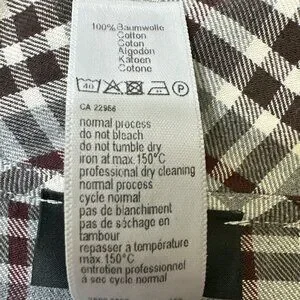 100% Baumwolle
Cotton
Coton
Algodón
Katoen
Cotone
40
P
CA 22956
normal process
do not bleach
do not tumble dry
iron at max. 150°C
professional dry cleaning
normal process
cycle normal
pas de blanchiment
pas de séchage en
tambour
repasser à température
max. 150°C
entretien professionnel
à sec cycle normal